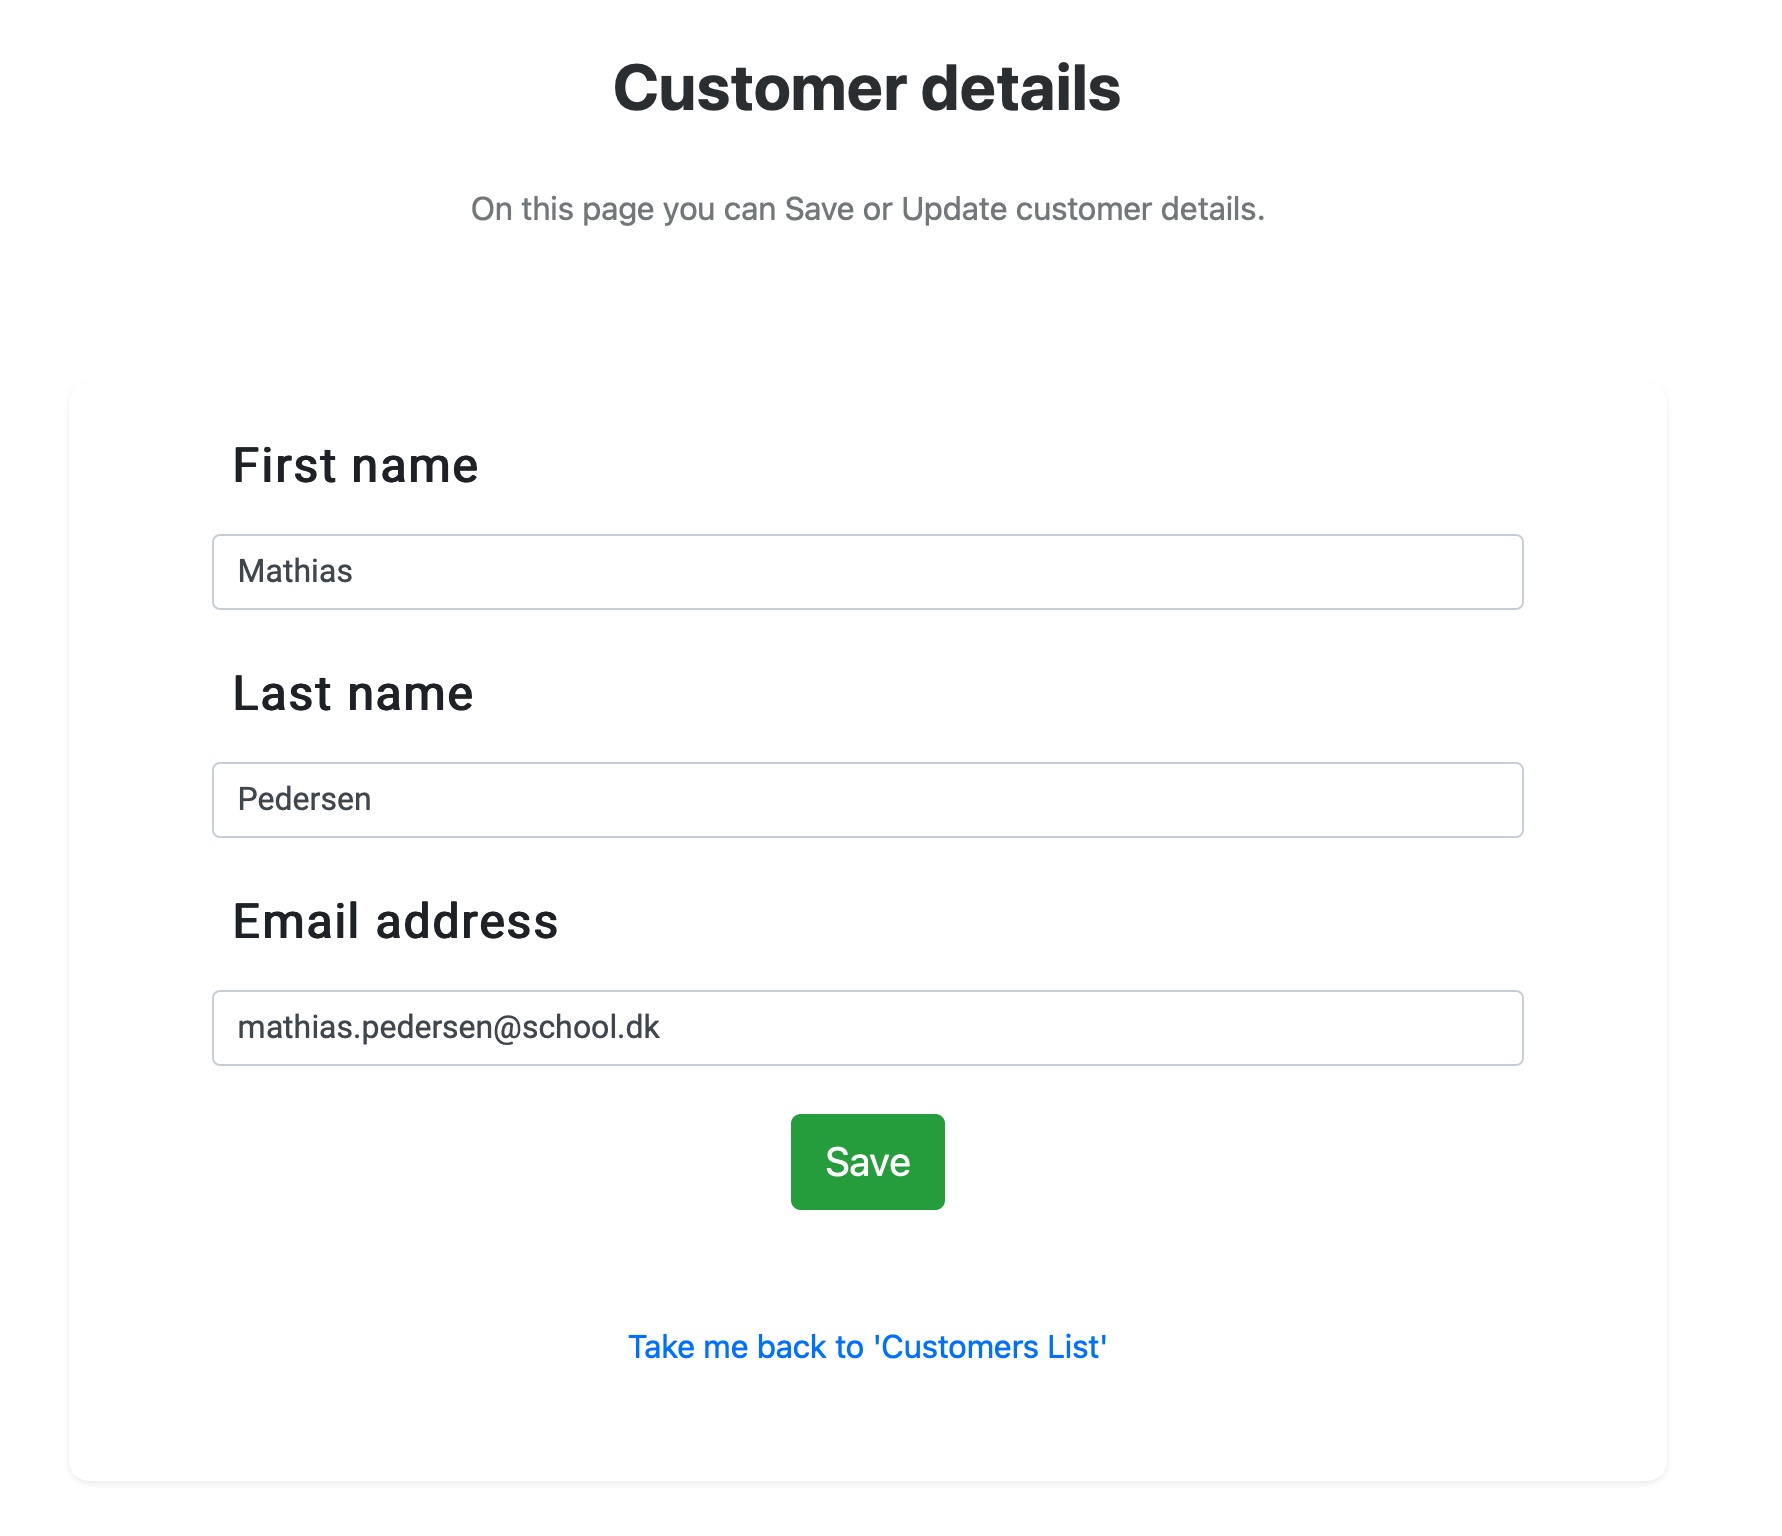 Customer details
On this page you can Save or Update customer details.
First name
Mathias
Last name
Pedersen
Email address
mathias.pedersen@school.dk
Save
Take me back to 'Customers List'